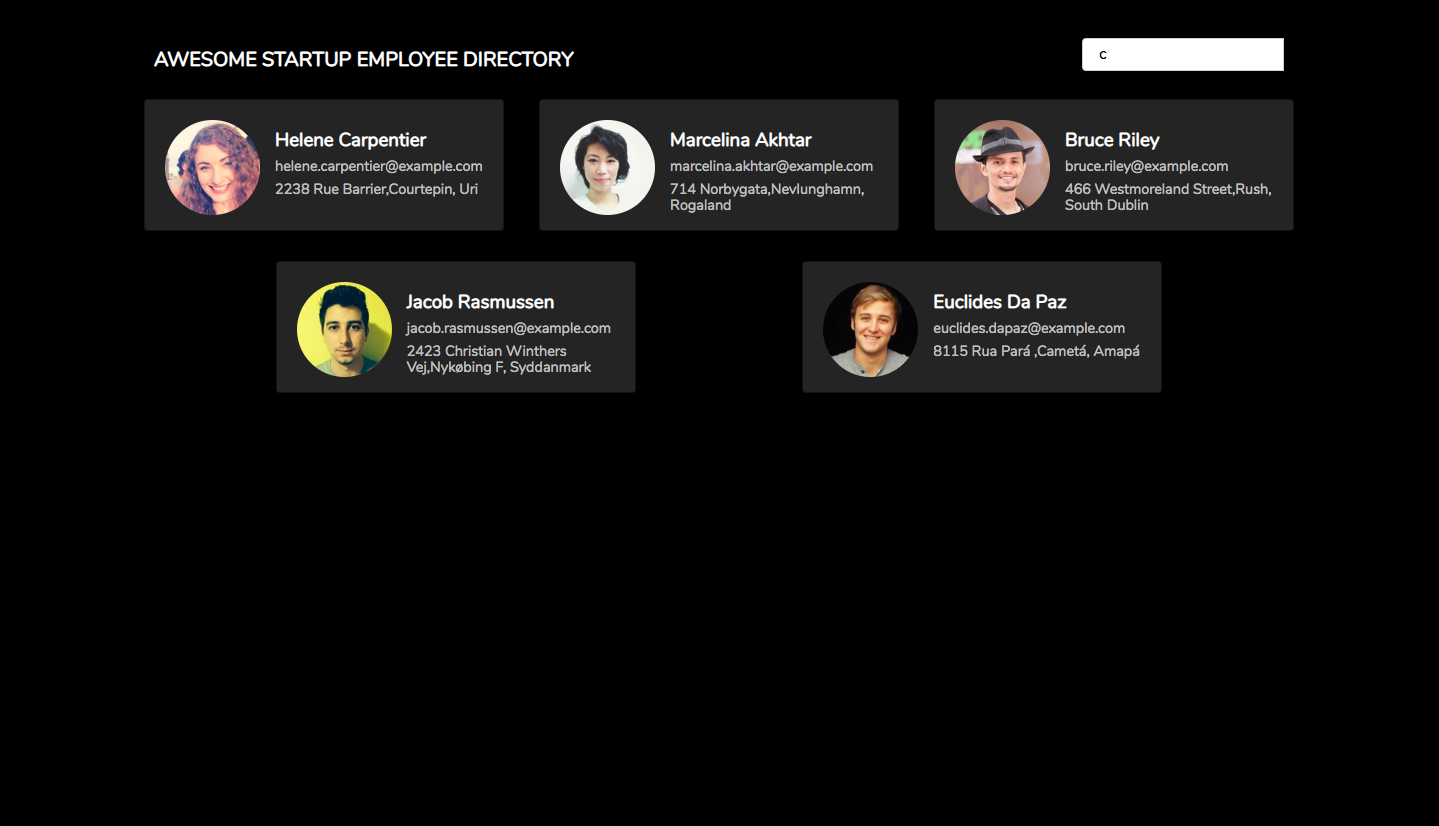 AWESOME STARTUP EMPLOYEE DIRECTORY
c
Helene Carpentier
helene.carpentier@example.com
2238 Rue Barrier,Courtepin, Uri
Marcelina Akhtar
marcelina.akhtar@example.com
714 Norbygata,Nevlunghamn,
Rogaland
Bruce Riley
bruce.riley@example.com
466 Westmoreland Street,Rush,
South Dublin
Jacob Rasmussen
jacob.rasmussen@example.com
2423 Christian Winthers
Vej,Nykøbing F, Syddanmark
Euclides Da Paz
euclides.dapaz@example.com
8115 Rua Pará ,Cametá, Amapá